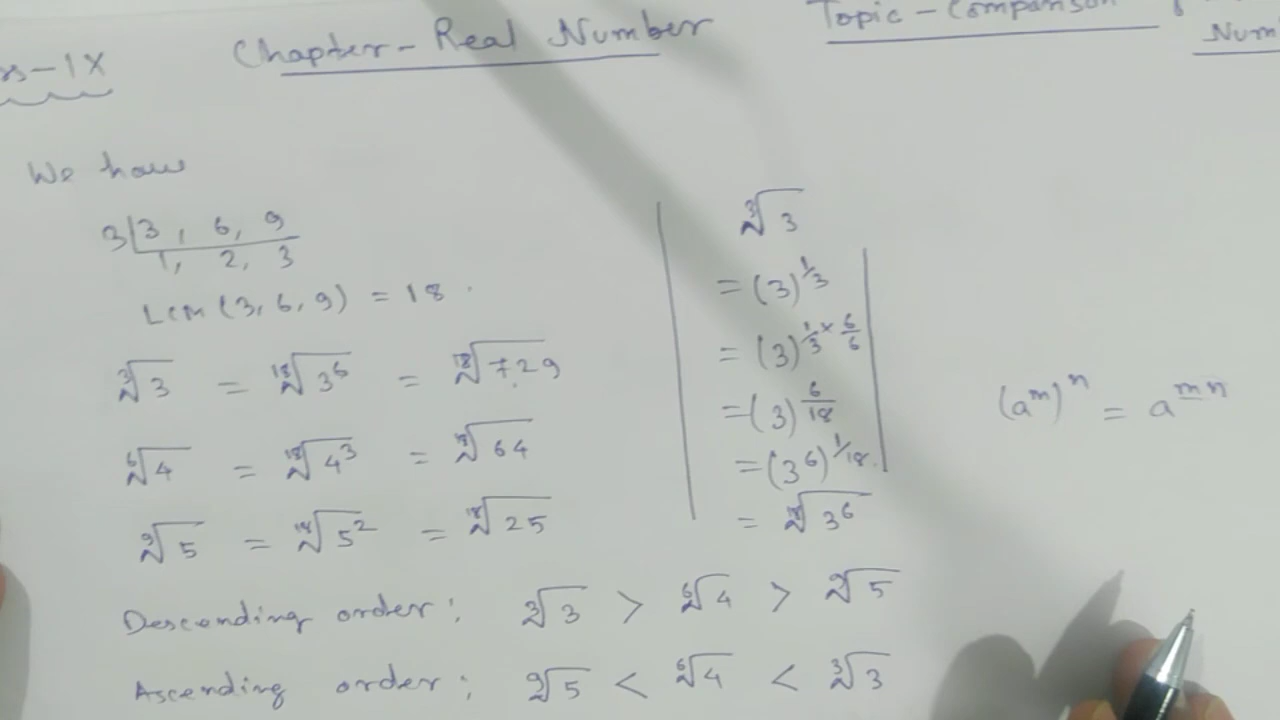 IX
Chapter - Real Number
Topic - Comparison
We have
3|3, 6, 9
1, 2, 3
LCM (3, 6, 9) = 18.
∛3 = ¹⁸√3⁶ = ¹⁸√729
⁶√4 = ¹⁸√4³ = ¹⁸√64
⁹√5 = ¹⁸√5² = ¹⁸√25
Descending order: ∛3 > ⁶√4 > ⁹√5
Ascending order: ⁹√5 < ⁶√4 < ∛3
∛3
= (3)^1/3
= (3)^1/3 × 6/6
= (3)^6/18
= (3⁶)^1/18.
= ¹⁸√3⁶
(aᵐ)ⁿ = aᵐⁿ